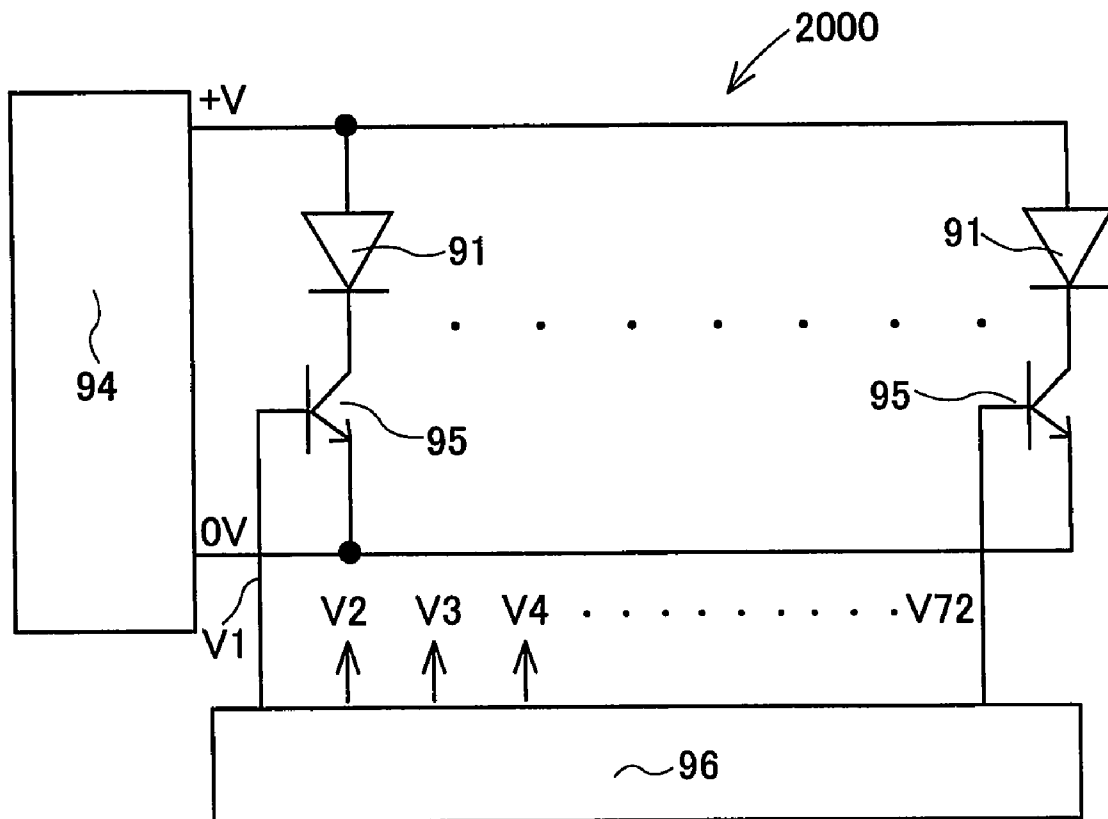 2000
+V
91
91
94
95
95
0V
V1
V2 V3 V4 . . . . . . . . . V72
96